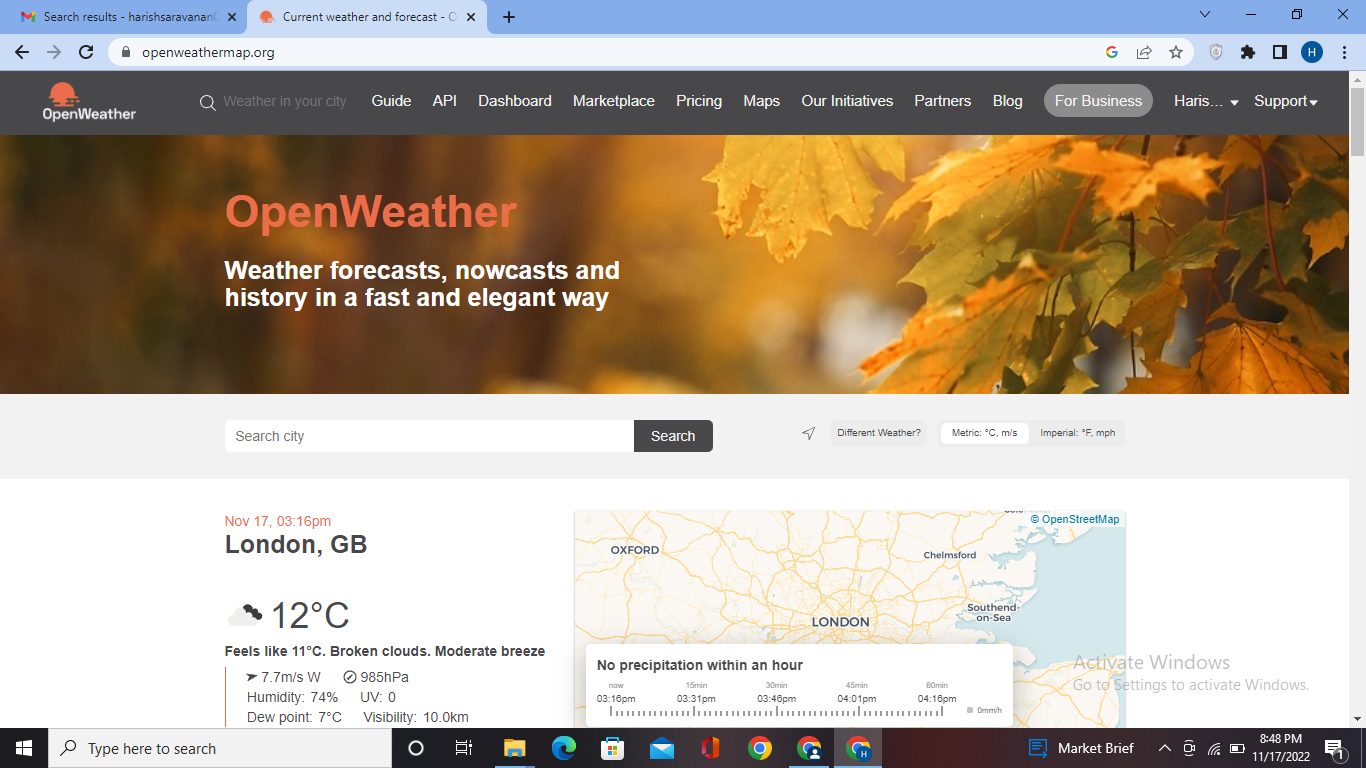 Search results - harishsaravanan
Current weather and forecast - O
openweathermap.org
H
OpenWeather
Weather in your city
Guide
API
Dashboard
Marketplace
Pricing
Maps
Our Initiatives
Partners
Blog
For Business
Haris...
Support
OpenWeather
Weather forecasts, nowcasts and
history in a fast and elegant way
Search city
Search
Different Weather?
Metric: °C, m/s
Imperial: °F, mph
Nov 17, 03:16pm
London, GB
12°C
Feels like 11°C. Broken clouds. Moderate breeze
7.7m/s W 985hPa
Humidity: 74% UV: 0
Dew point: 7°C Visibility: 10.0km
© OpenStreetMap
OXFORD
Chelmsford
Southend-
on-Sea
LONDON
No precipitation within an hour
now 15min 30min 45min 60min
03:16pm 03:31pm 03:46pm 04:01pm 04:16pm
0mm/h
Activate Windows
Go to Settings to activate Windows.
Type here to search
H
Market Brief
8:48 PM
11/17/2022
1